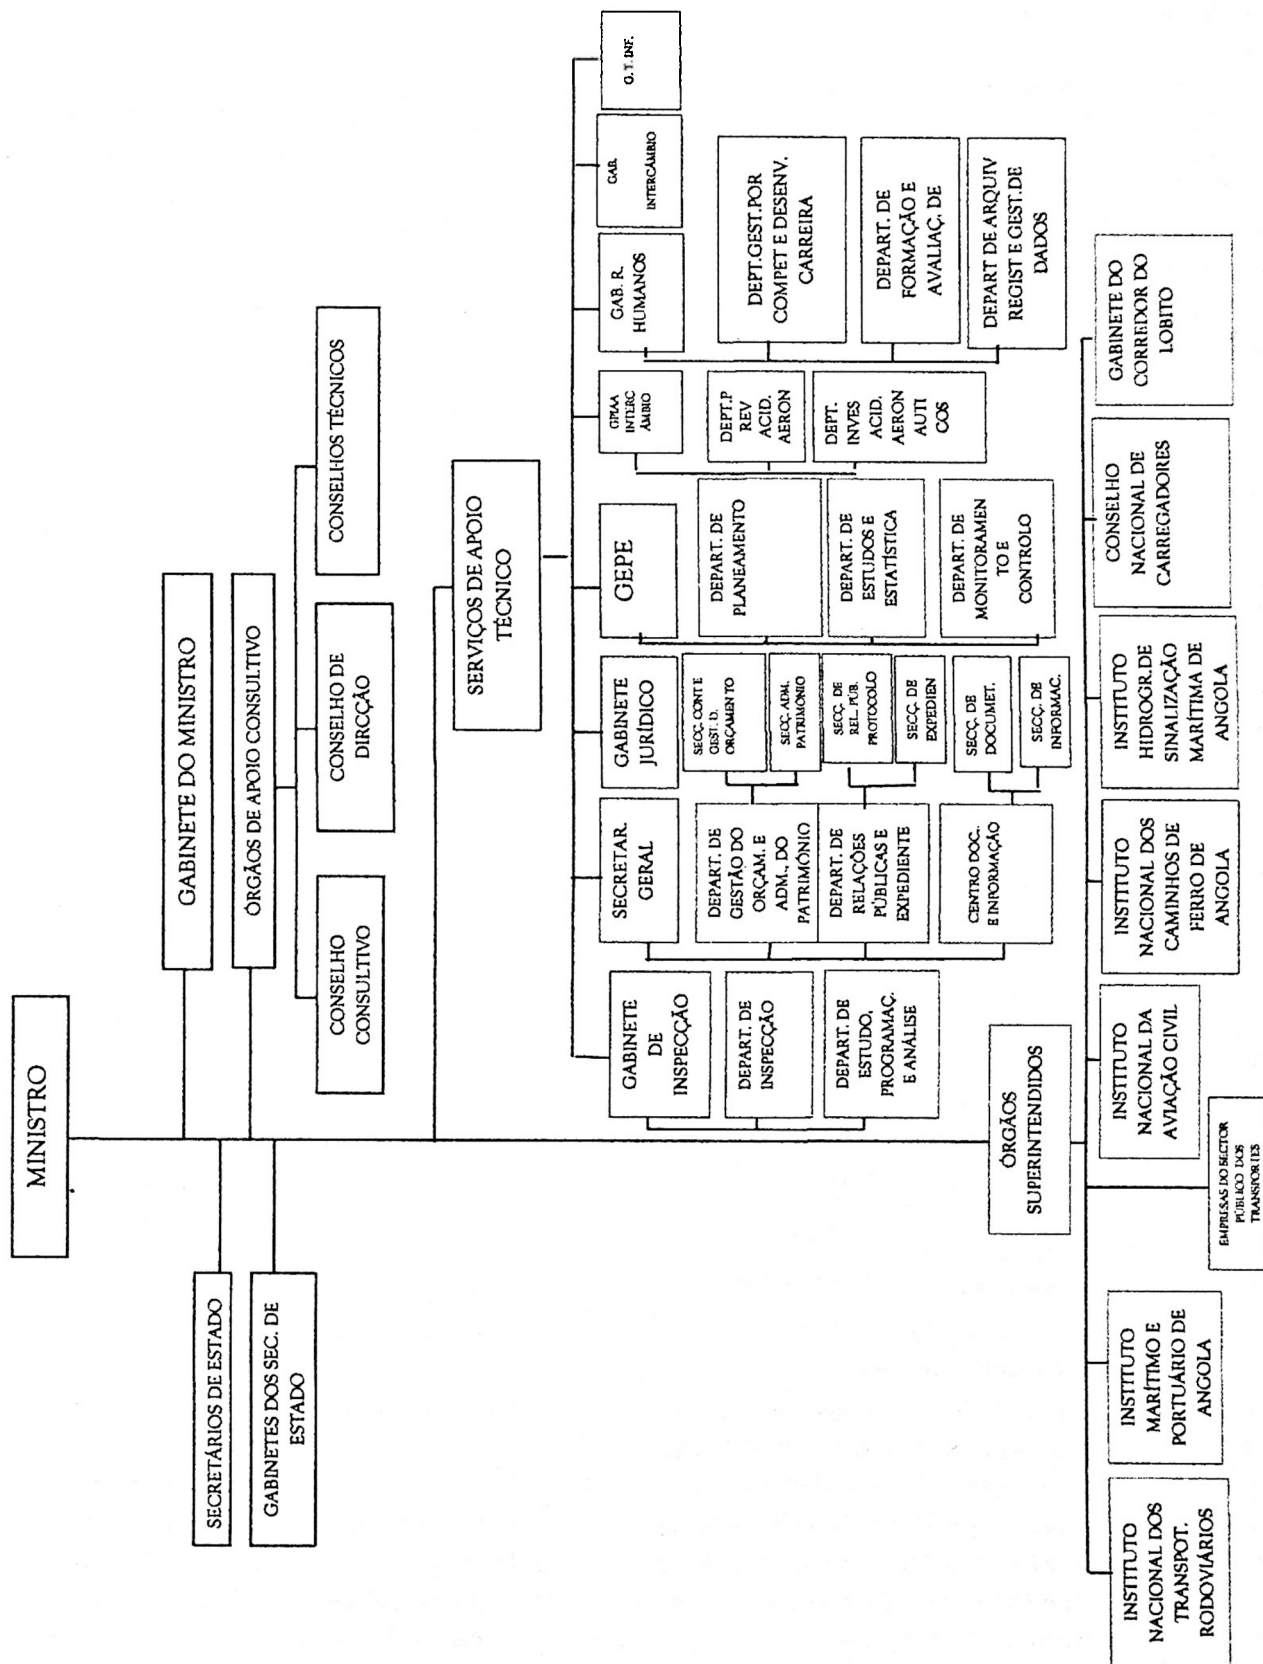 MINISTRO
SECRETÁRIOS DE ESTADO
GABINETES DOS SEC. DE
ESTADO
GABINETE DO MINISTRO
ÓRGÃOS DE APOIO CONSULTIVO
CONSELHO
CONSULTIVO
CONSELHO DE
DIRCÇÃO
CONSELHOS TÉCNICOS
SERVIÇOS DE APOIO
TÉCNICO
GABINETE
DE
INSPECÇÃO
DEPART. DE
INSPECÇÃO
DEPART. DE
ESTUDO,
PROGRAMAÇ.
E ANÁLISE
SECRETAR.
GERAL
DEPART. DE
GESTÃO DO
ORÇAM. E
ADM., DO
PATRIMÓNIO
DEPART. DE
RELAÇÕES
PÚBLICAS E
EXPEDIENTE
CENTRO DOC.
E INFORMAÇÃO
GABINETE
JURÍDICO
SECÇ. CONT E
GEST. D.
ORÇAMENTO
SECÇ. ADM.
PATRIMÓNIO
SECÇ. DE
REL. PÚB.
PROTOCOLO
SECÇ. DE
EXPEDIEN
SECÇ. DE
DOCUMET.
SECÇ. DE
INFORMAÇ.
GEPE
DEPART. DE
PLANEAMENTO
DEPART. DE
ESTUDOS E
ESTATÍSTICA
DEPART. DE
MONITORAMEN
TO E
CONTROLO
GPIAA
INTERC
ÂMBIO
DEPT.P
REV
ACID.
AERON
DEPT.
INVES
ACID.
AERON
AUTI
COS
GAB. R.
HUMANOS
DEPT.GEST.POR
COMPET E DESENV.
CARREIRA
DEPART. DE
FORMAÇÃO E
AVALIAÇ. DE
DEPART DE ARQUIV
REGIST E GEST.DE
DADOS
GAB.
INTERCÂMBIO
G. T. INF.
ÓRGÃOS
SUPERINTENDIDOS
INSTITUTO
NACIONAL DOS
TRANSPOT.
RODOVIÁRIOS
INSTITUTO
MARÍTIMO E
PORTUÁRIO DE
ANGOLA
EMPRESAS DO SECTOR
PÚBLICO DOS
TRANSPORTES
INSTITUTO
NACIONAL DA
AVIAÇÃO CIVIL
INSTITUTO
NACIONAL DOS
CAMINHOS DE
FERRO DE
ANGOLA
INSTITUTO
HIDROGR. DE
SINALIZAÇÃO
MARÍTIMA DE
ANGOLA
CONSELHO
NACIONAL DE
CARREGADORES
GABINETE DO
CORREDOR DO
LOBITO